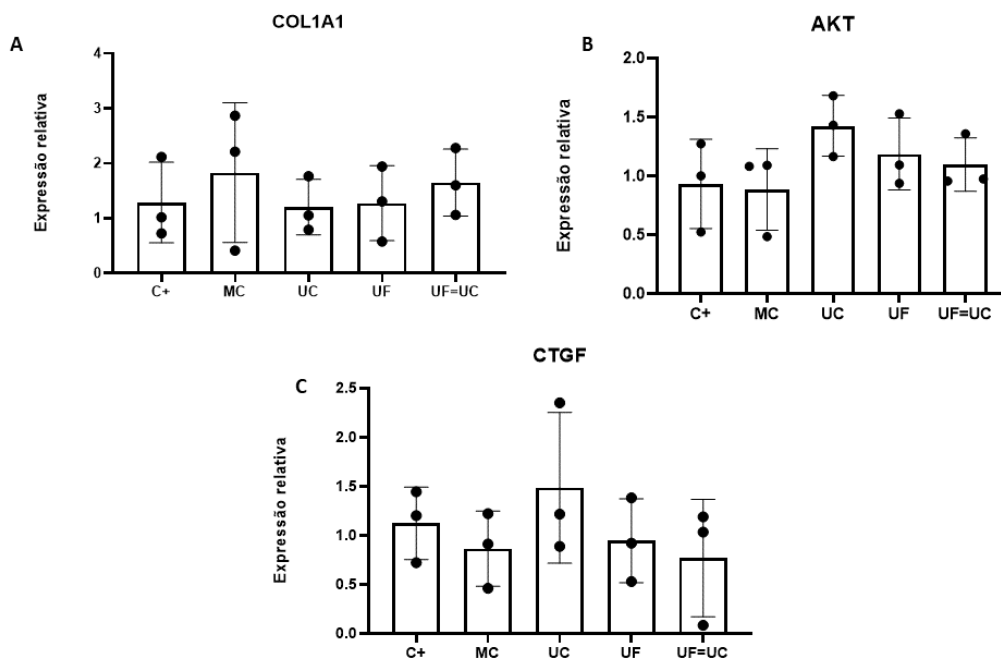 COL1A1
A
Expressão relativa
4
3
2
1
0
C+ MC UC UF UF=UC
AKT
B
Expressão relativa
2.0
1.5
1.0
0.5
0.0
C+ MC UC UF UF=UC
CTGF
C
Expressão relativa
2.5
2.0
1.5
1.0
0.5
0.0
C+ MC UC UF UF=UC